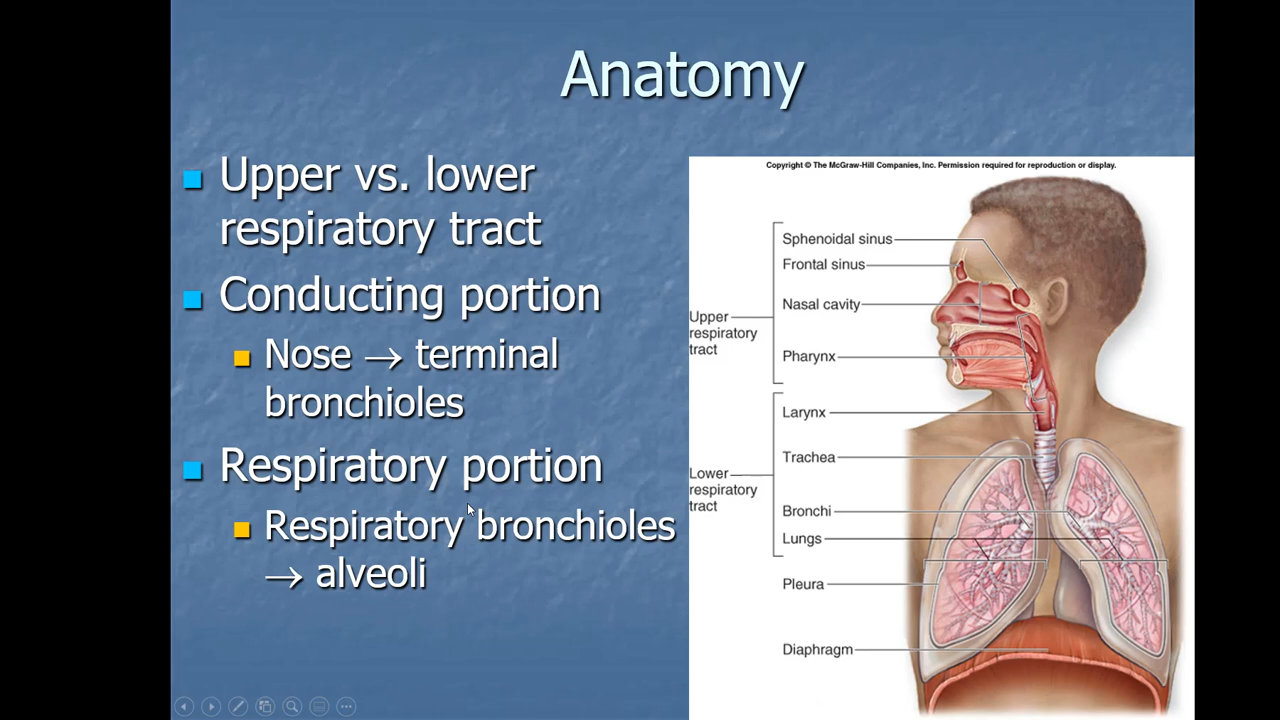 Anatomy
Upper vs. lower
respiratory tract
Conducting portion
Nose → terminal
bronchioles
Respiratory portion
Respiratory bronchioles
→ alveoli
Copyright © The McGraw-Hill Companies, Inc. Permission required for reproduction or display.
Upper
respiratory
tract
Sphenoidal sinus
Frontal sinus
Nasal cavity
Pharynx
Lower
respiratory
tract
Larynx
Trachea
Bronchi
Lungs
Pleura
Diaphragm